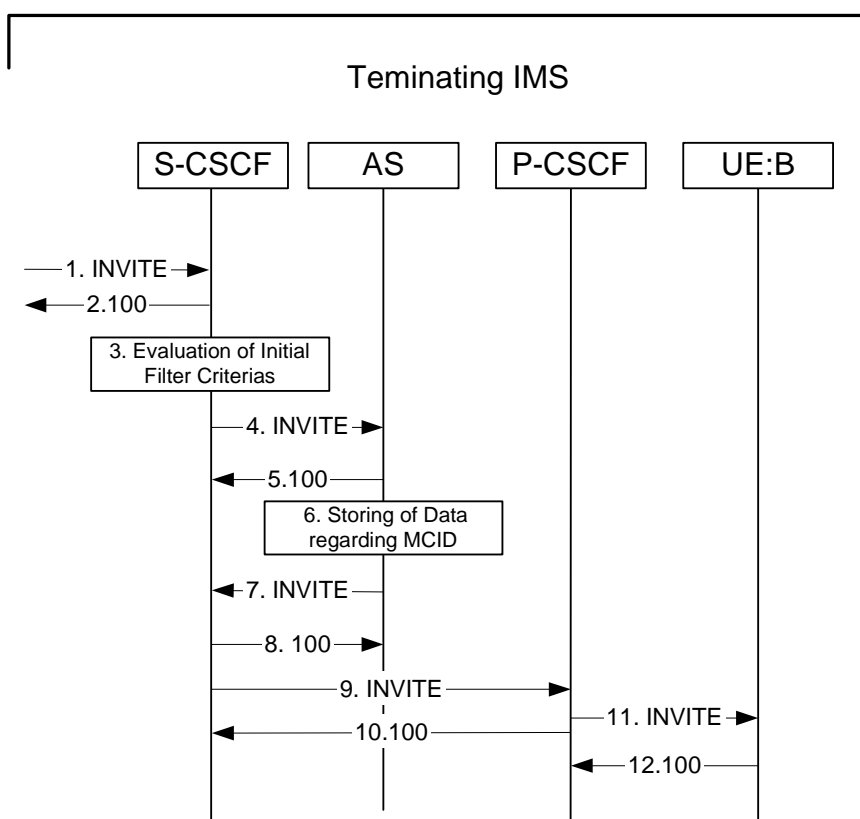 Teminating IMS
S-CSCF
AS
P-CSCF
UE:B
1. INVITE
2.100
3. Evaluation of Initial
Filter Criterias
4. INVITE
5.100
6. Storing of Data
regarding MCID
7. INVITE
8. 100
9. INVITE
11. INVITE
10.100
12.100